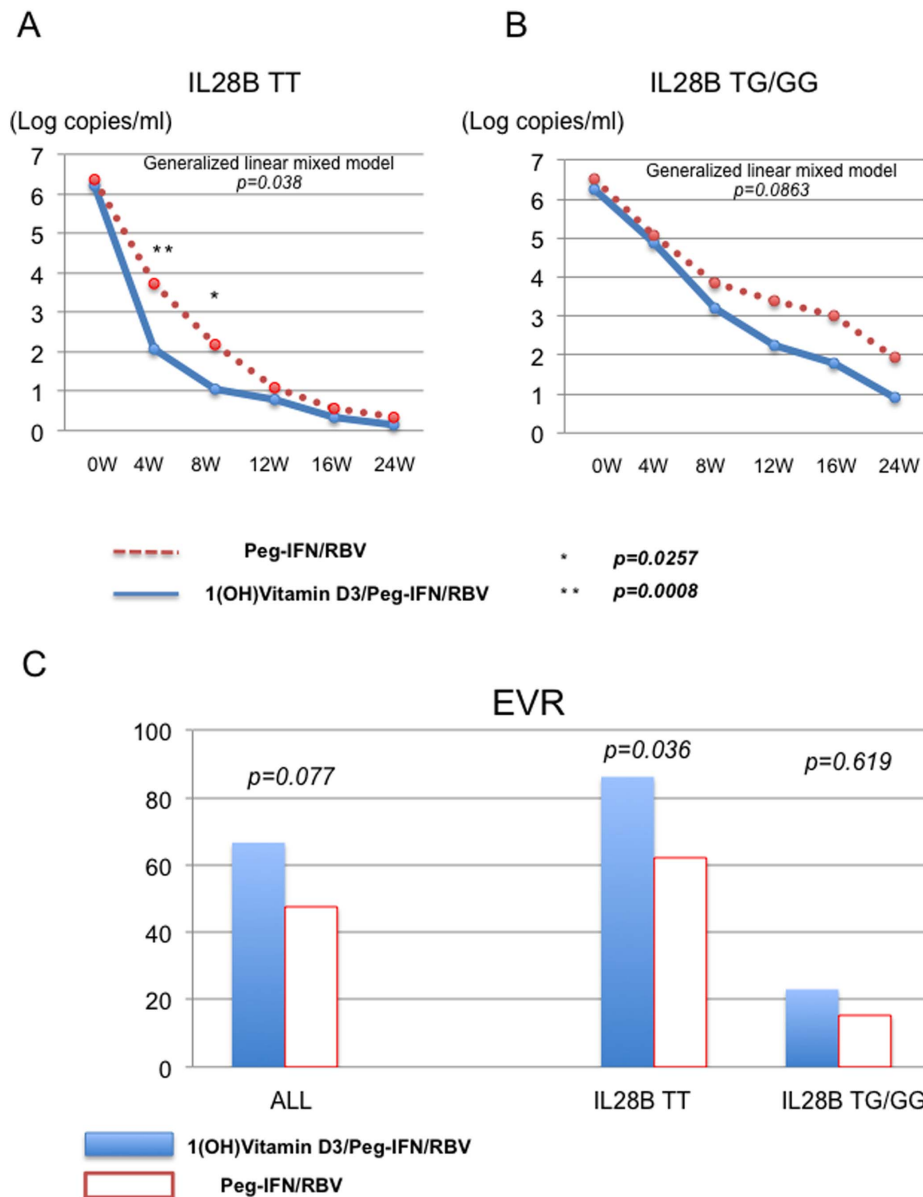 A
B
IL28B TT
IL28B TG/GG
(Log copies/ml)
(Log copies/ml)
7
6
5
4
3
2
1
0
Generalized linear mixed model
p=0.038
**
*
0W 4W 8W 12W 16W 24W
7
6
5
4
3
2
1
0
Generalized linear mixed model
p=0.0863
0W 4W 8W 12W 16W 24W
Peg-IFN/RBV
1(OH)Vitamin D3/Peg-IFN/RBV
* p=0.0257
** p=0.0008
C
EVR
100
80
60
40
20
0
p=0.077
p=0.036
p=0.619
ALL
IL28B TT
IL28B TG/GG
1(OH)Vitamin D3/Peg-IFN/RBV
Peg-IFN/RBV